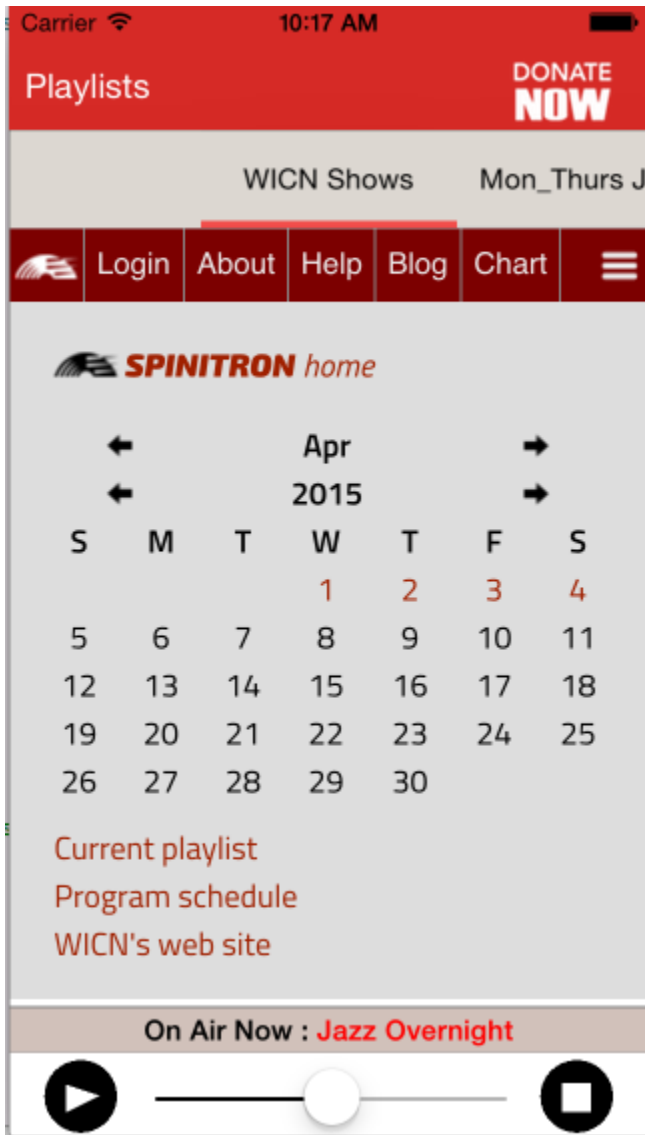 Carrier 10:17 AM
Playlists
DONATE
NOW
WICN Shows Mon_Thurs J
Login About Help Blog Chart
SPINITRON home
Apr
2015
S M T W T F S
1 2 3 4
5 6 7 8 9 10 11
12 13 14 15 16 17 18
19 20 21 22 23 24 25
26 27 28 29 30
Current playlist
Program schedule
WICN's web site
On Air Now : Jazz Overnight